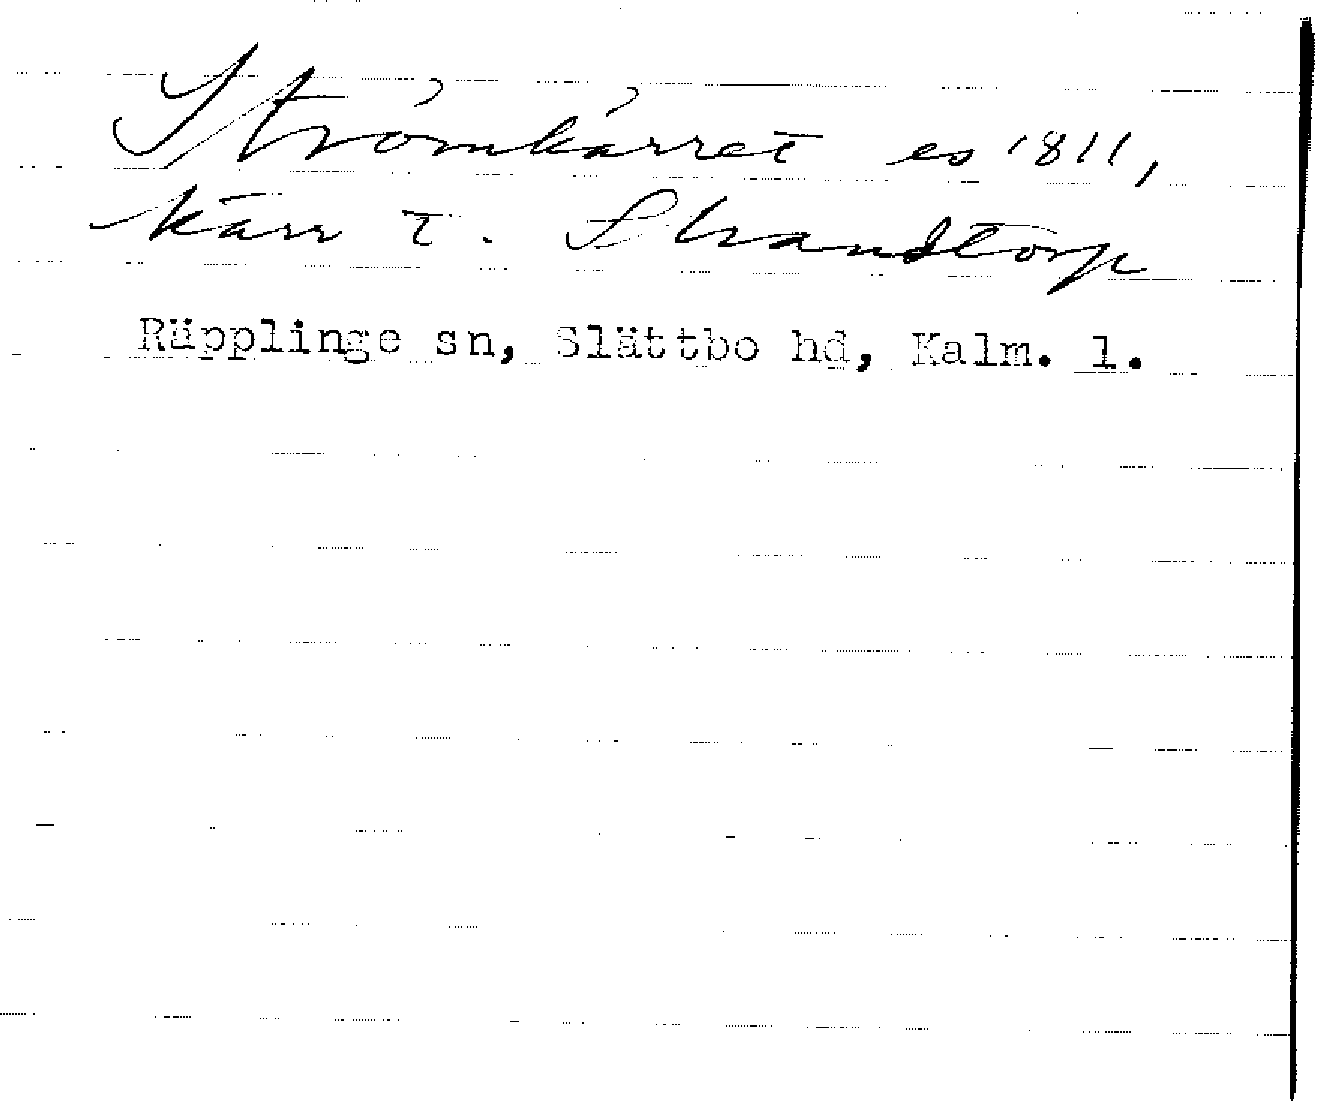 Strömkärret es 1811,
kärr t. Strandtorp
Räpplinge sn, Slättbo hd, Kalm. l.